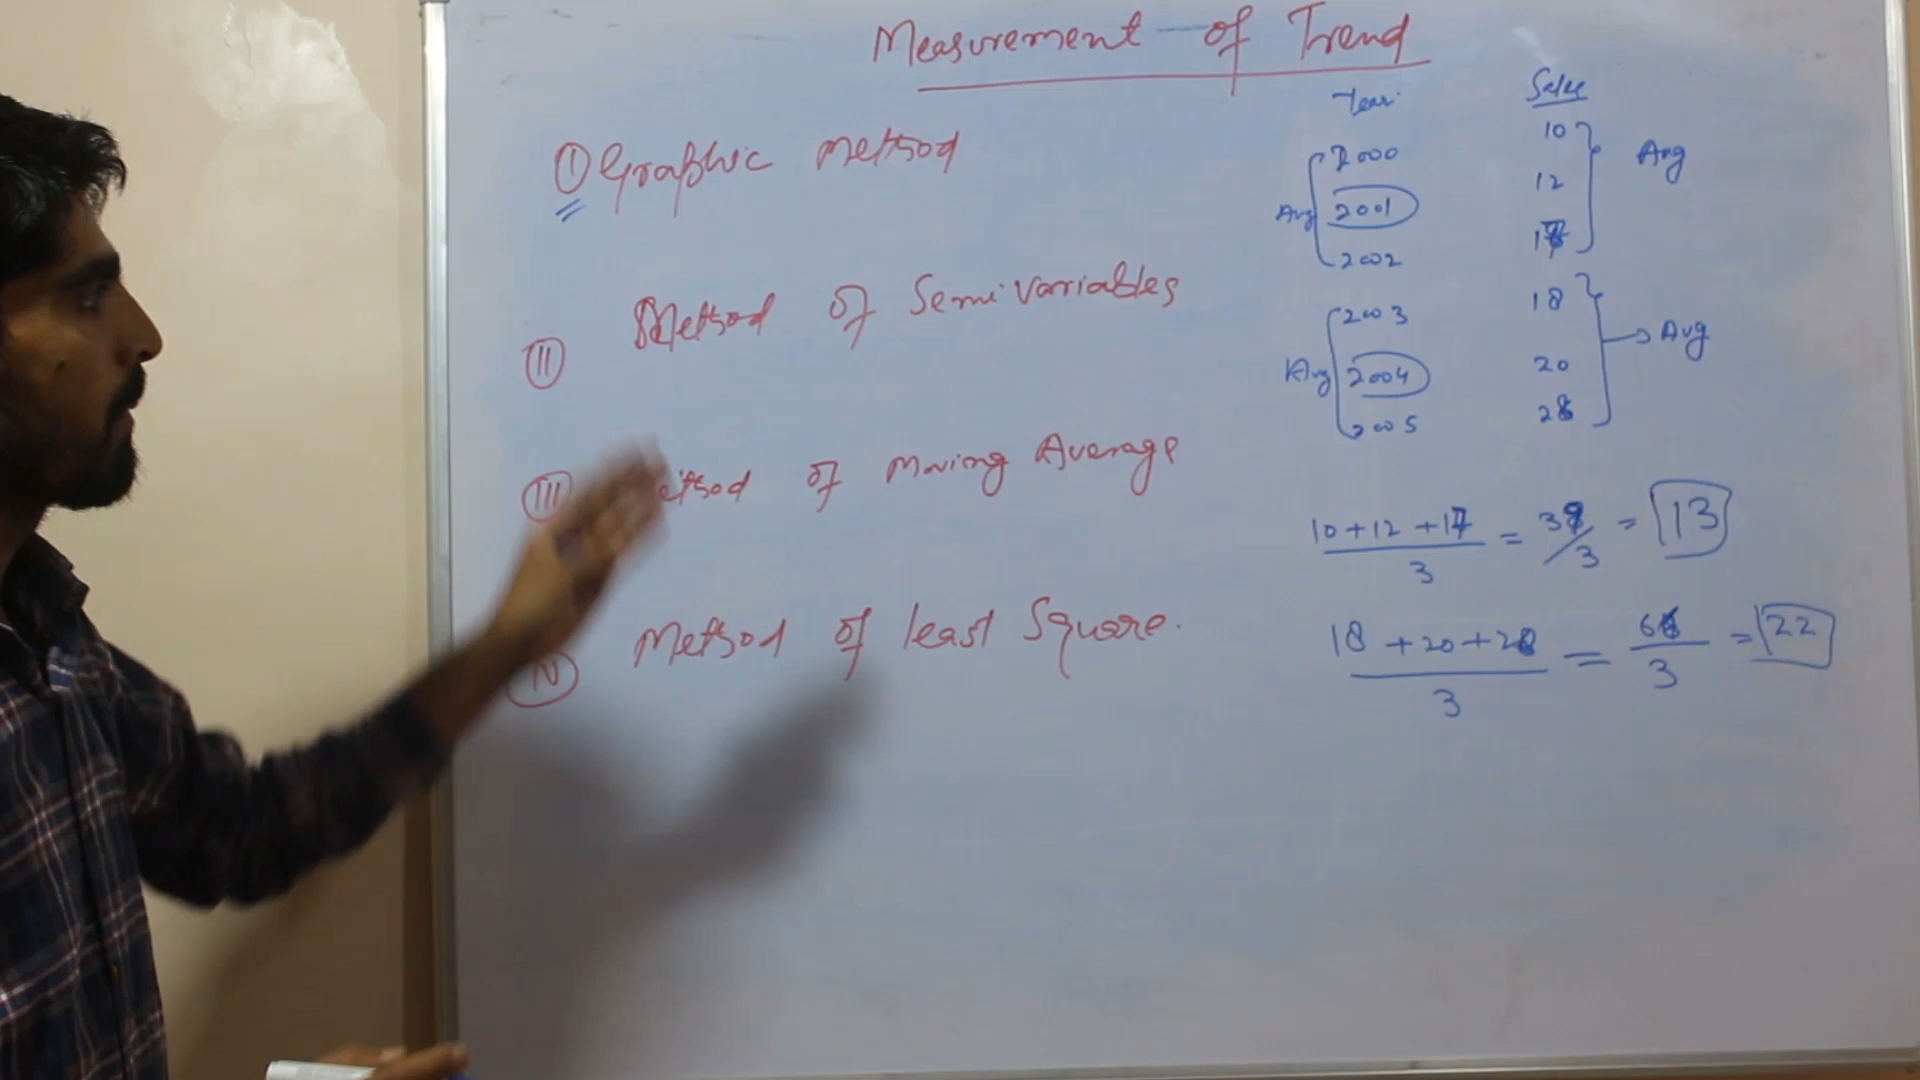 Measurement of Trend
① Graphic Method
II Method of Semi Variables
III Method of Moving Average
IV Method of least Square.
Year Sales
2000 10
Avg 2001 12 Avg
2002 17
2003 18
Avg 2004 20 → Avg
2005 28
10 + 12 + 17 / 3 = 39/3 = 13
18 + 20 + 28 / 3 = 66 / 3 = 22